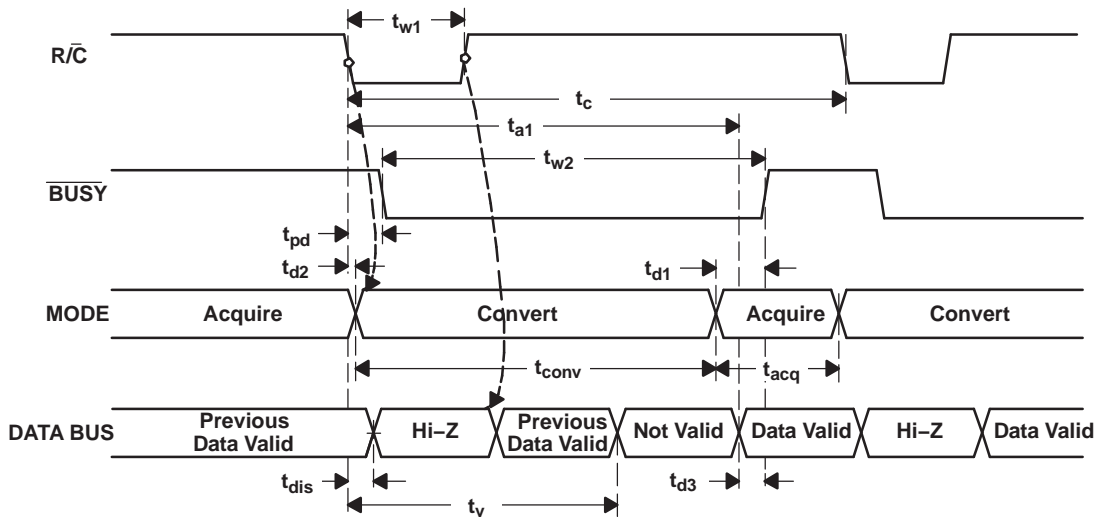 tw1
R/C̄
tc
ta1
tw2
B̅U̅S̅Y̅
tpd
td2
td1
MODE
Acquire
Convert
Acquire
Convert
tconv
tacq
DATA BUS
Previous
Data Valid
Hi–Z
Previous
Data Valid
Not Valid
Data Valid
Hi–Z
Data Valid
tdis
td3
tv